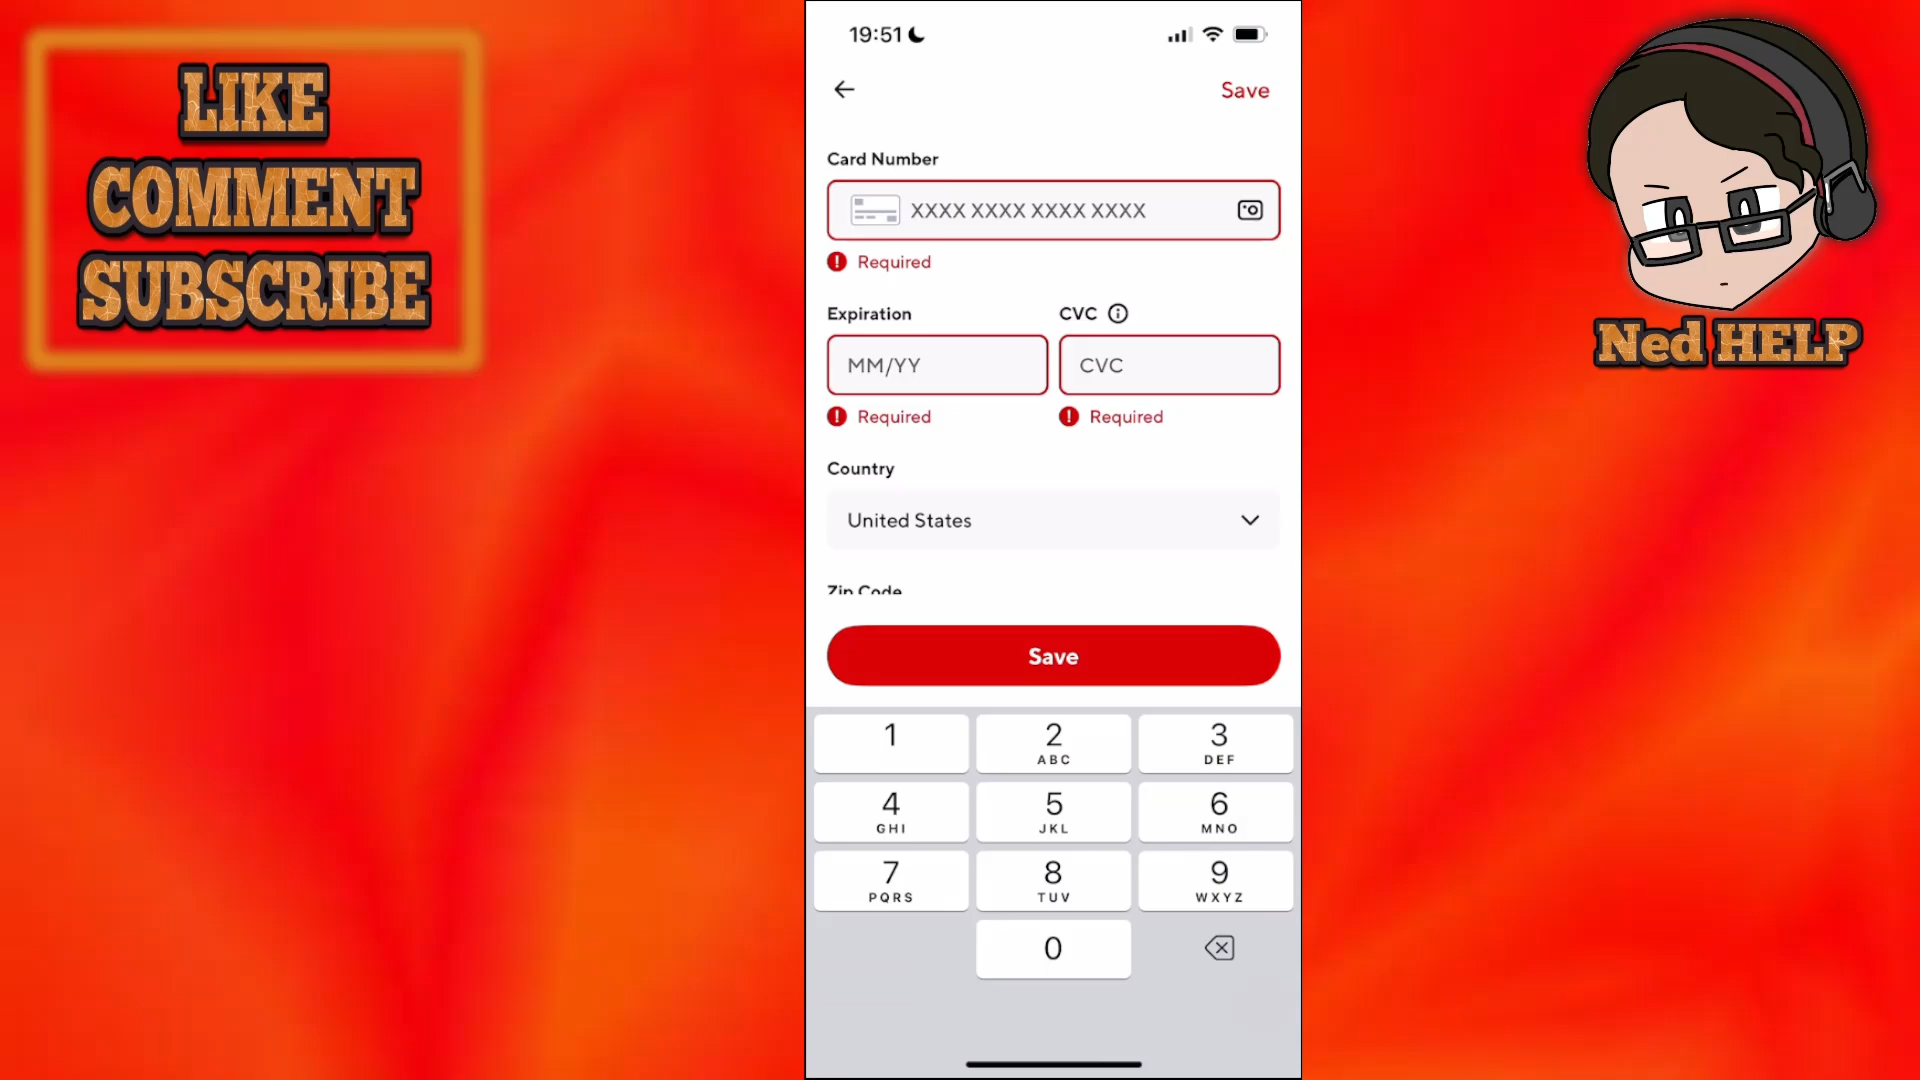 LIKE
COMMENT
SUBSCRIBE
19:51
Save
Card Number
XXXX XXXX XXXX XXXX
Required
Expiration
CVC
MM/YY
CVC
Required
Required
Country
United States
Zip Code
Save
1
2
ABC
3
DEF
4
GHI
5
JKL
6
MNO
7
PQRS
8
TUV
9
WXYZ
0
Ned HELP